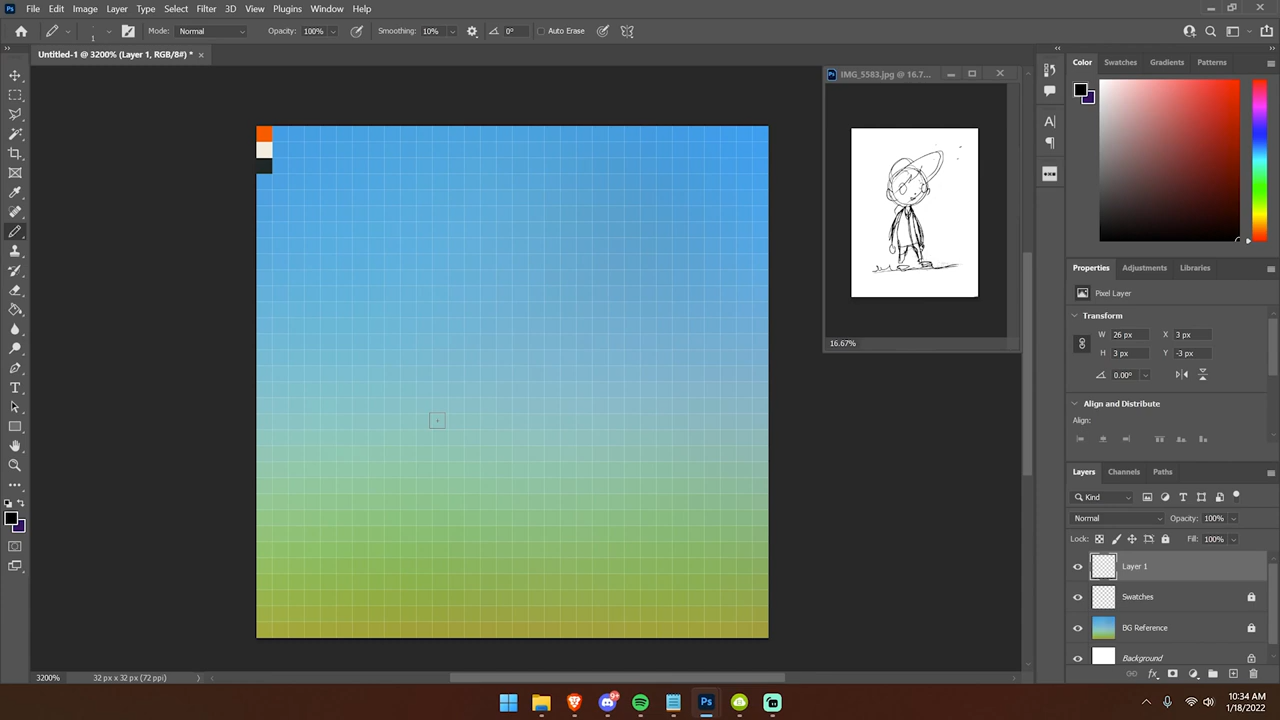 Ps File Edit Image Layer Type Select Filter 3D View Plugins Window Help
1 Mode: Normal Opacity: 100% Smoothing: 10% 0° Auto Erase
Untitled-1 @ 3200% (Layer 1, RGB/8#) * ×
Ps IMG_5583.jpg @ 16.7...
16.67%
Color Swatches Gradients Patterns
Properties Adjustments Libraries
Pixel Layer
Transform
W 26 px X 3 px
H 3 px Y -3 px
0.00°
Align and Distribute
Align:
Layers Channels Paths
Kind
Normal Opacity: 100%
Lock: Fill: 100%
Layer 1
Swatches
BG Reference
Background
3200% 32 px x 32 px (72 ppi)
Ps
10:34 AM
1/18/2022